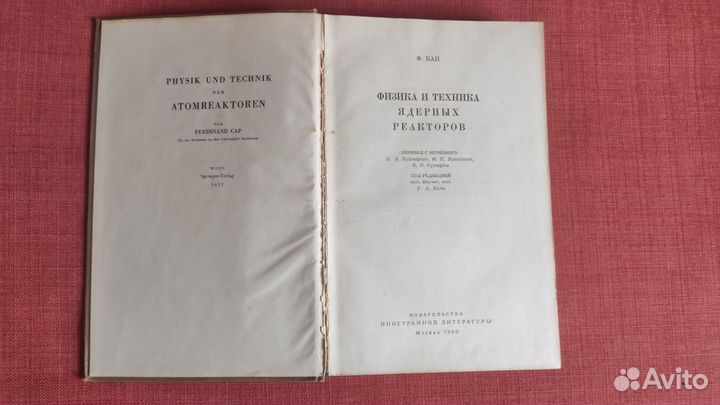 PHYSIK UND TECHNIK
DER
ATOMREAKTOREN
VON
FERDINAND CAP
WIEN
Springer-Verlag
1957
Ф. КАП
ФИЗИКА И ТЕХНИКА
ЯДЕРНЫХ
РЕАКТОРОВ
ПЕРЕВОД С НЕМЕЦКОГО
В. А.
ПОД РЕДАКЦИЕЙ
Г. А.
ИЗДАТЕЛЬСТВО
ИНОСТРАННОЙ ЛИТЕРАТУРЫ
Москва 1960
Avito